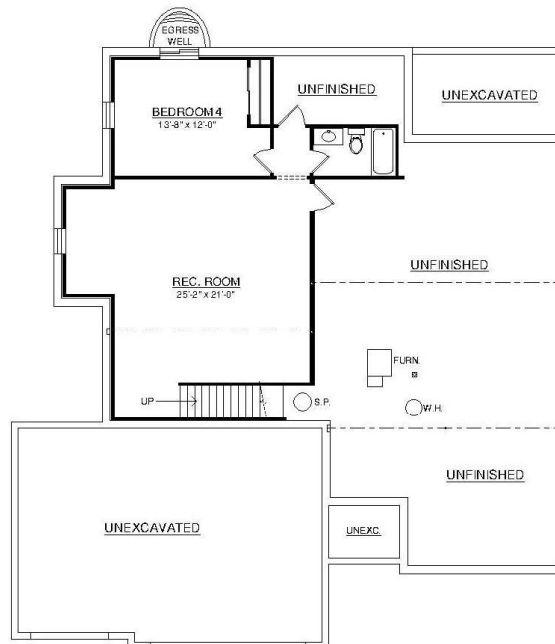 EGRESS
WELL
UNFINISHED
UNEXCAVATED
BEDROOM 4
13'-8" x 12'-0"
UNFINISHED
REC. ROOM
25'-2" x 21'-0"
FURN.
UP
S.P.
W.H.
UNFINISHED
UNEXCAVATED
UNEXC.